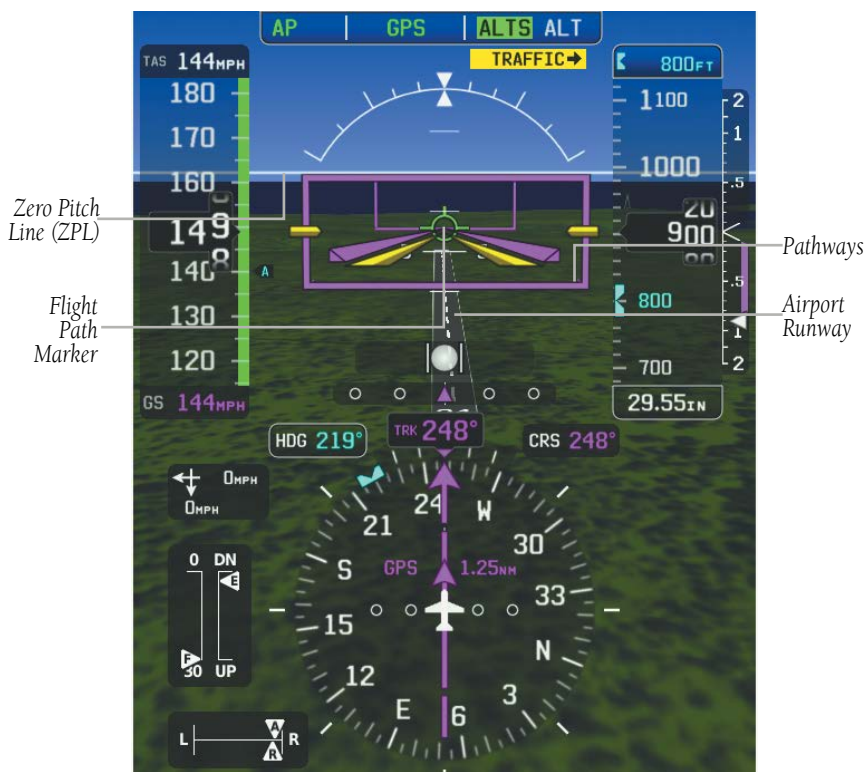 AP GPS ALTS ALT
TRAFFIC→
TAS 144MPH
180
170
160
149
8
140
130
120
GS 144MPH
A
800FT
1100
1000
20
900
800
700
29.55IN
2
1
.5
.5
1
2
Zero Pitch
Line (ZPL)
Flight
Path
Marker
Pathways
Airport
Runway
HDG 219°
TRK 248°
CRS 248°
0MPH
0MPH
0 DN
E
F
30 UP
L R
A
R
GPS 1.25NM
24
W
30
33
N
3
6
E
12
15
S
21